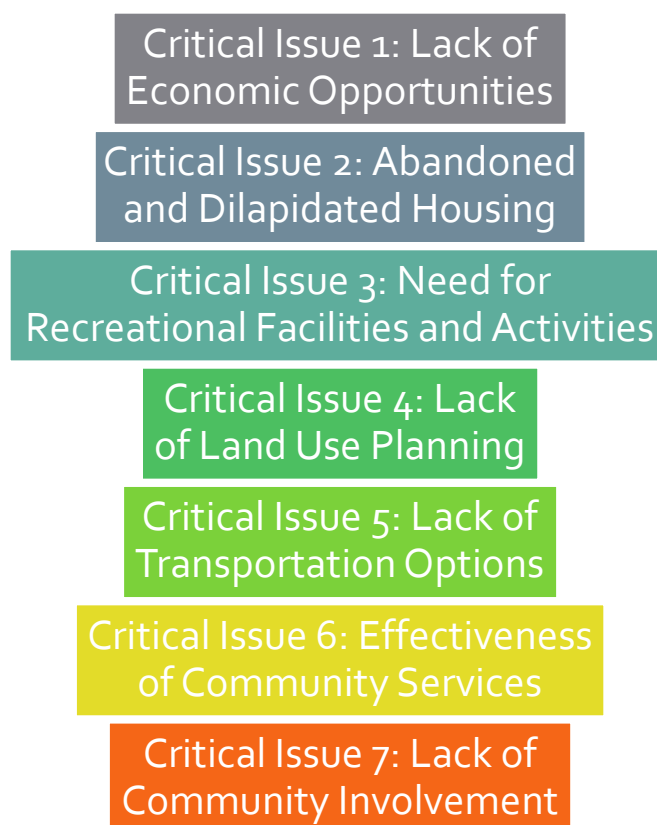 Critical Issue 1: Lack of
Economic Opportunities
Critical Issue 2: Abandoned
and Dilapidated Housing
Critical Issue 3: Need for
Recreational Facilities and Activities
Critical Issue 4: Lack
of Land Use Planning
Critical Issue 5: Lack of
Transportation Options
Critical Issue 6: Effectiveness
of Community Services
Critical Issue 7: Lack of
Community Involvement